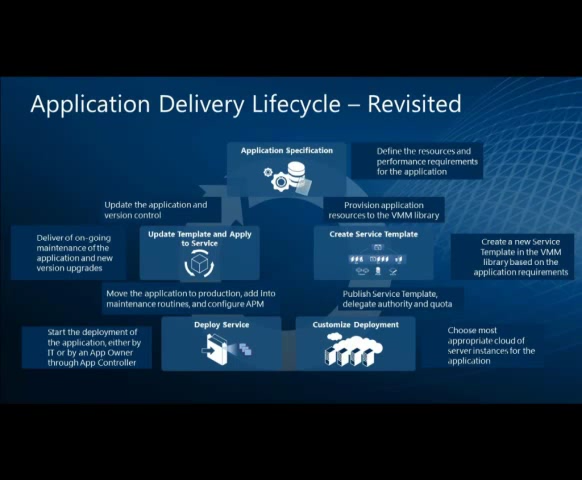 Application Delivery Lifecycle – Revisited
Application Specification
Define the resources and
performance requirements
for the application
Update the application and
version control
Provision application
resources to the VMM library
Deliver of on-going
maintenance of the
application and new
version upgrades
Update Template and Apply
to Service
Create Service Template
Create a new Service
Template in the VMM
library based on the
application requirements
Move the application to production, add into
maintenance routines, and configure APM
Publish Service Template,
delegate authority and quota
Start the deployment of
the application, either by
IT or by an App Owner
through App Controller
Deploy Service
Customize Deployment
Choose most
appropriate cloud of
server instances for the
application